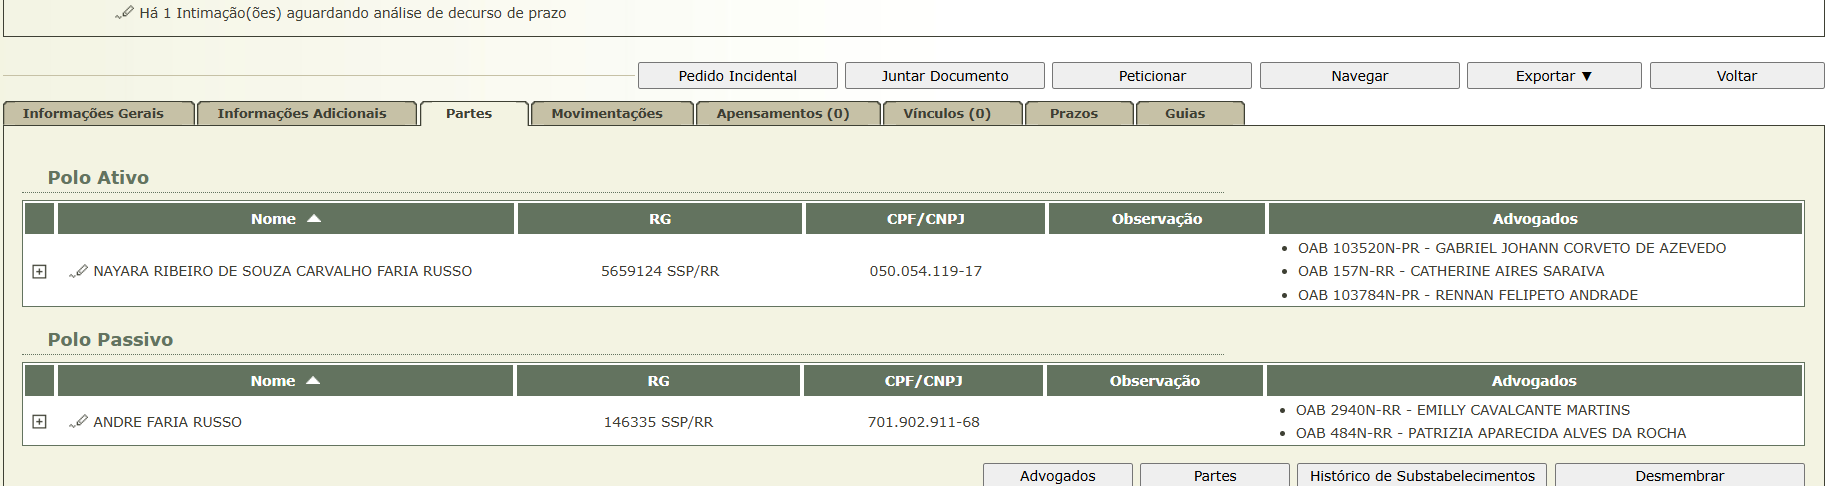 Há 1 Intimação(ões) aguardando análise de decurso de prazo
Pedido Incidental Juntar Documento Peticionar Navegar Exportar ▼ Voltar
Informações Gerais Informações Adicionais Partes Movimentações Apensamentos (0) Vínculos (0) Prazos Guias
Polo Ativo
Nome RG CPF/CNPJ Observação Advogados
NAYARA RIBEIRO DE SOUZA CARVALHO FARIA RUSSO 5659124 SSP/RR 050.054.119-17
• OAB 103520N-PR - GABRIEL JOHANN CORVETO DE AZEVEDO
• OAB 157N-RR - CATHERINE AIRES SARAIVA
• OAB 103784N-PR - RENNAN FELIPETO ANDRADE
Polo Passivo
Nome RG CPF/CNPJ Observação Advogados
ANDRE FARIA RUSSO 146335 SSP/RR 701.902.911-68
• OAB 2940N-RR - EMILLY CAVALCANTE MARTINS
• OAB 484N-RR - PATRIZIA APARECIDA ALVES DA ROCHA
Advogados Partes Histórico de Substabelecimentos Desmembrar